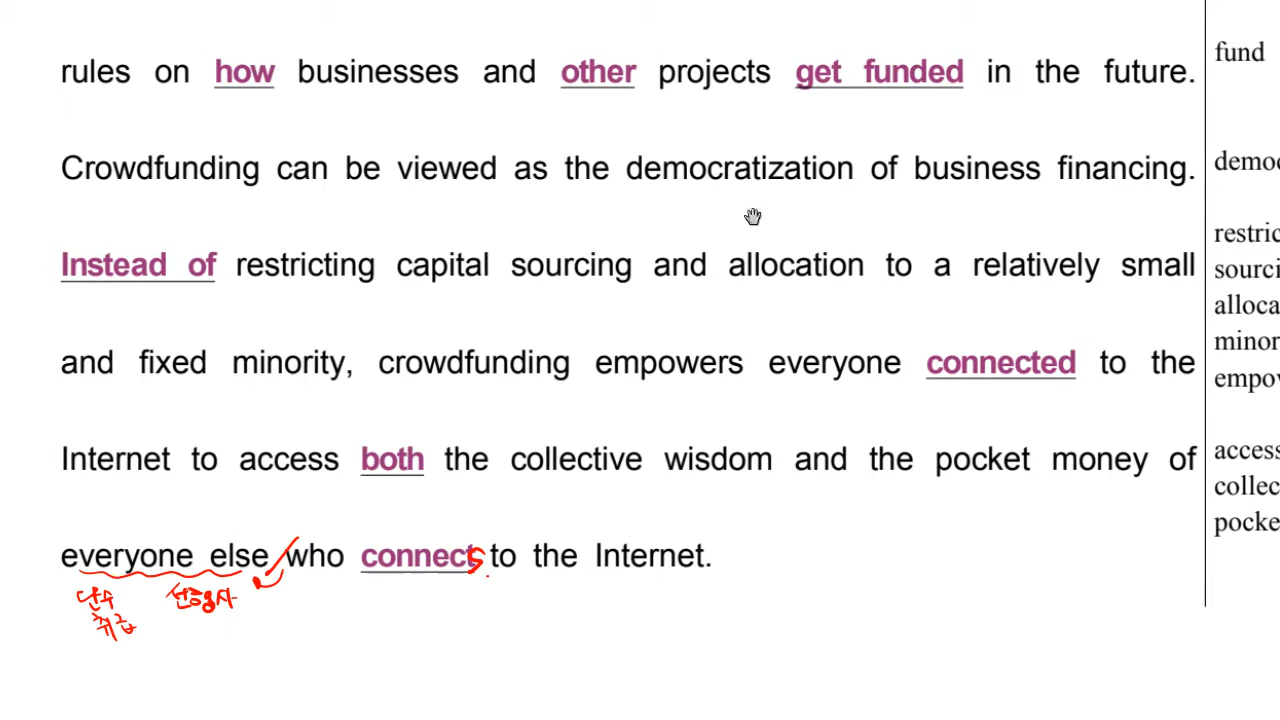 rules on how businesses and other projects get funded in the future.
Crowdfunding can be viewed as the democratization of business financing.
Instead of restricting capital sourcing and allocation to a relatively small
and fixed minority, crowdfunding empowers everyone connected to the
Internet to access both the collective wisdom and the pocket money of
everyone else who connects to the Internet.
단수 선행사
취급
fund
democ
restric
sourci
alloca
minor
empov
access
collec
pocke